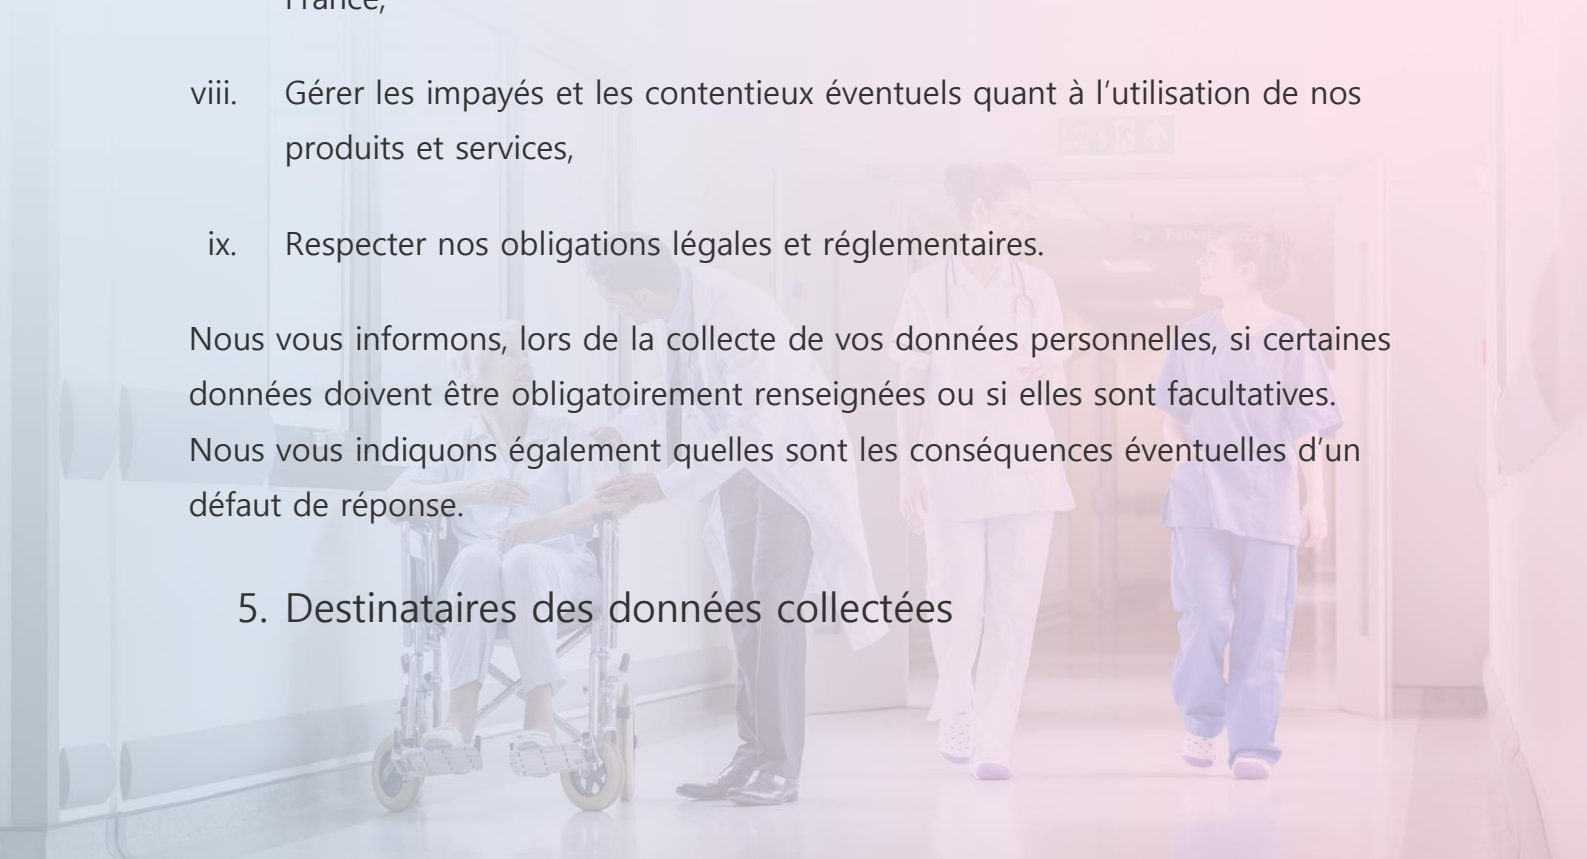 France,
viii. Gérer les impayés et les contentieux éventuels quant à l’utilisation de nos
produits et services,
ix. Respecter nos obligations légales et réglementaires.
Nous vous informons, lors de la collecte de vos données personnelles, si certaines
données doivent être obligatoirement renseignées ou si elles sont facultatives.
Nous vous indiquons également quelles sont les conséquences éventuelles d’un
défaut de réponse.
5. Destinataires des données collectées